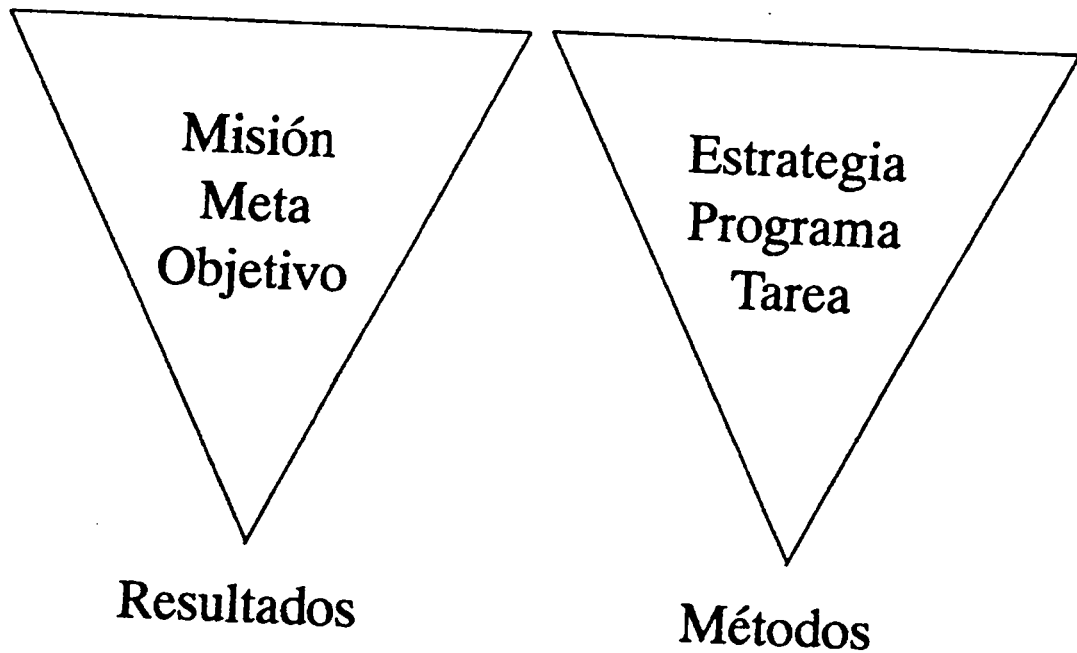 Misión
Meta
Objetivo
Resultados
Estrategia
Programa
Tarea
Métodos